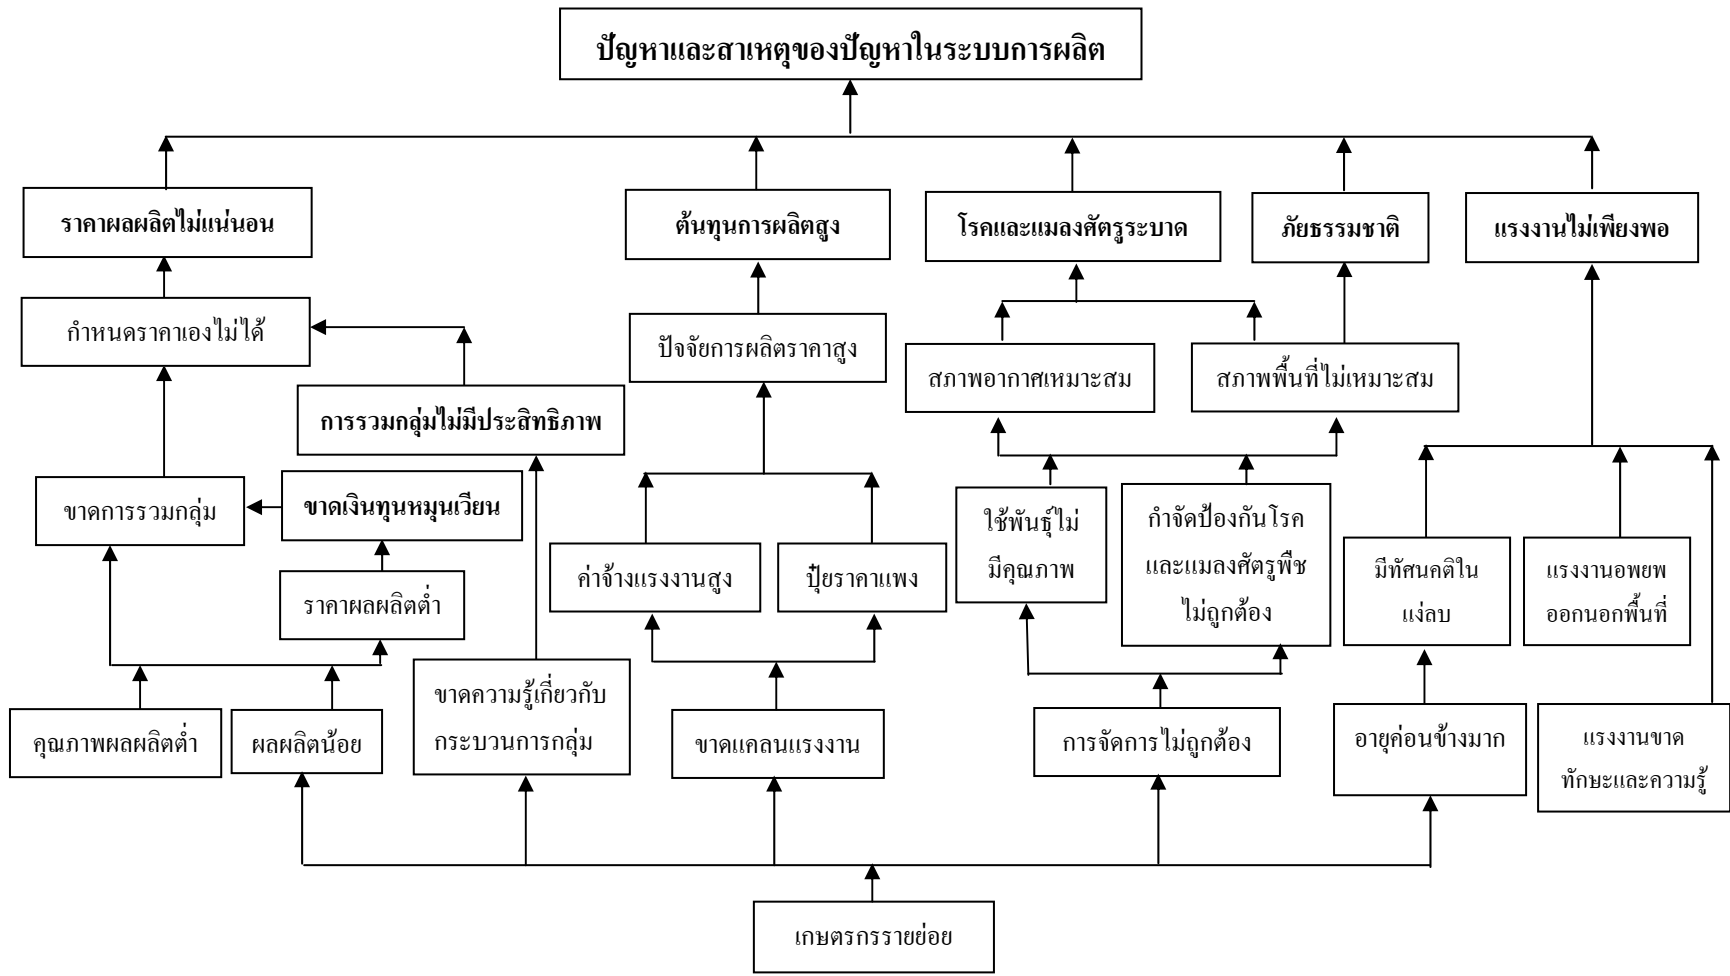 ปัญหาและสาเหตุของปัญหาในระบบการผลิต
ราคาผลผลิตไม่แน่นอน
ต้นทุนการผลิตสูง
โรคและแมลงศัตรูระบาด
ภัยธรรมชาติ
แรงงานไม่เพียงพอ
กำหนดราคาเองไม่ได้
ปัจจัยการผลิตราคาสูง
สภาพอากาศเหมาะสม
สภาพพื้นที่ไม่เหมาะสม
การรวมกลุ่มไม่มีประสิทธิภาพ
ขาดการรวมกลุ่ม
ขาดเงินทุนหมุนเวียน
ใช้พันธุ์ไม่
มีคุณภาพ
กำจัดป้องกันโรค
และแมลงศัตรูพืช
ไม่ถูกต้อง
ค่าจ้างแรงงานสูง
ปุ๋ยราคาแพง
มีทัศนคติใน
แง่ลบ
แรงงานอพยพ
ออกนอกพื้นที่
ราคาผลผลิตต่ำ
คุณภาพผลผลิตต่ำ
ผลผลิตน้อย
ขาดความรู้เกี่ยวกับ
กระบวนการกลุ่ม
ขาดแคลนแรงงาน
การจัดการไม่ถูกต้อง
อายุค่อนข้างมาก
แรงงานขาด
ทักษะและความรู้
เกษตรกรรายย่อย